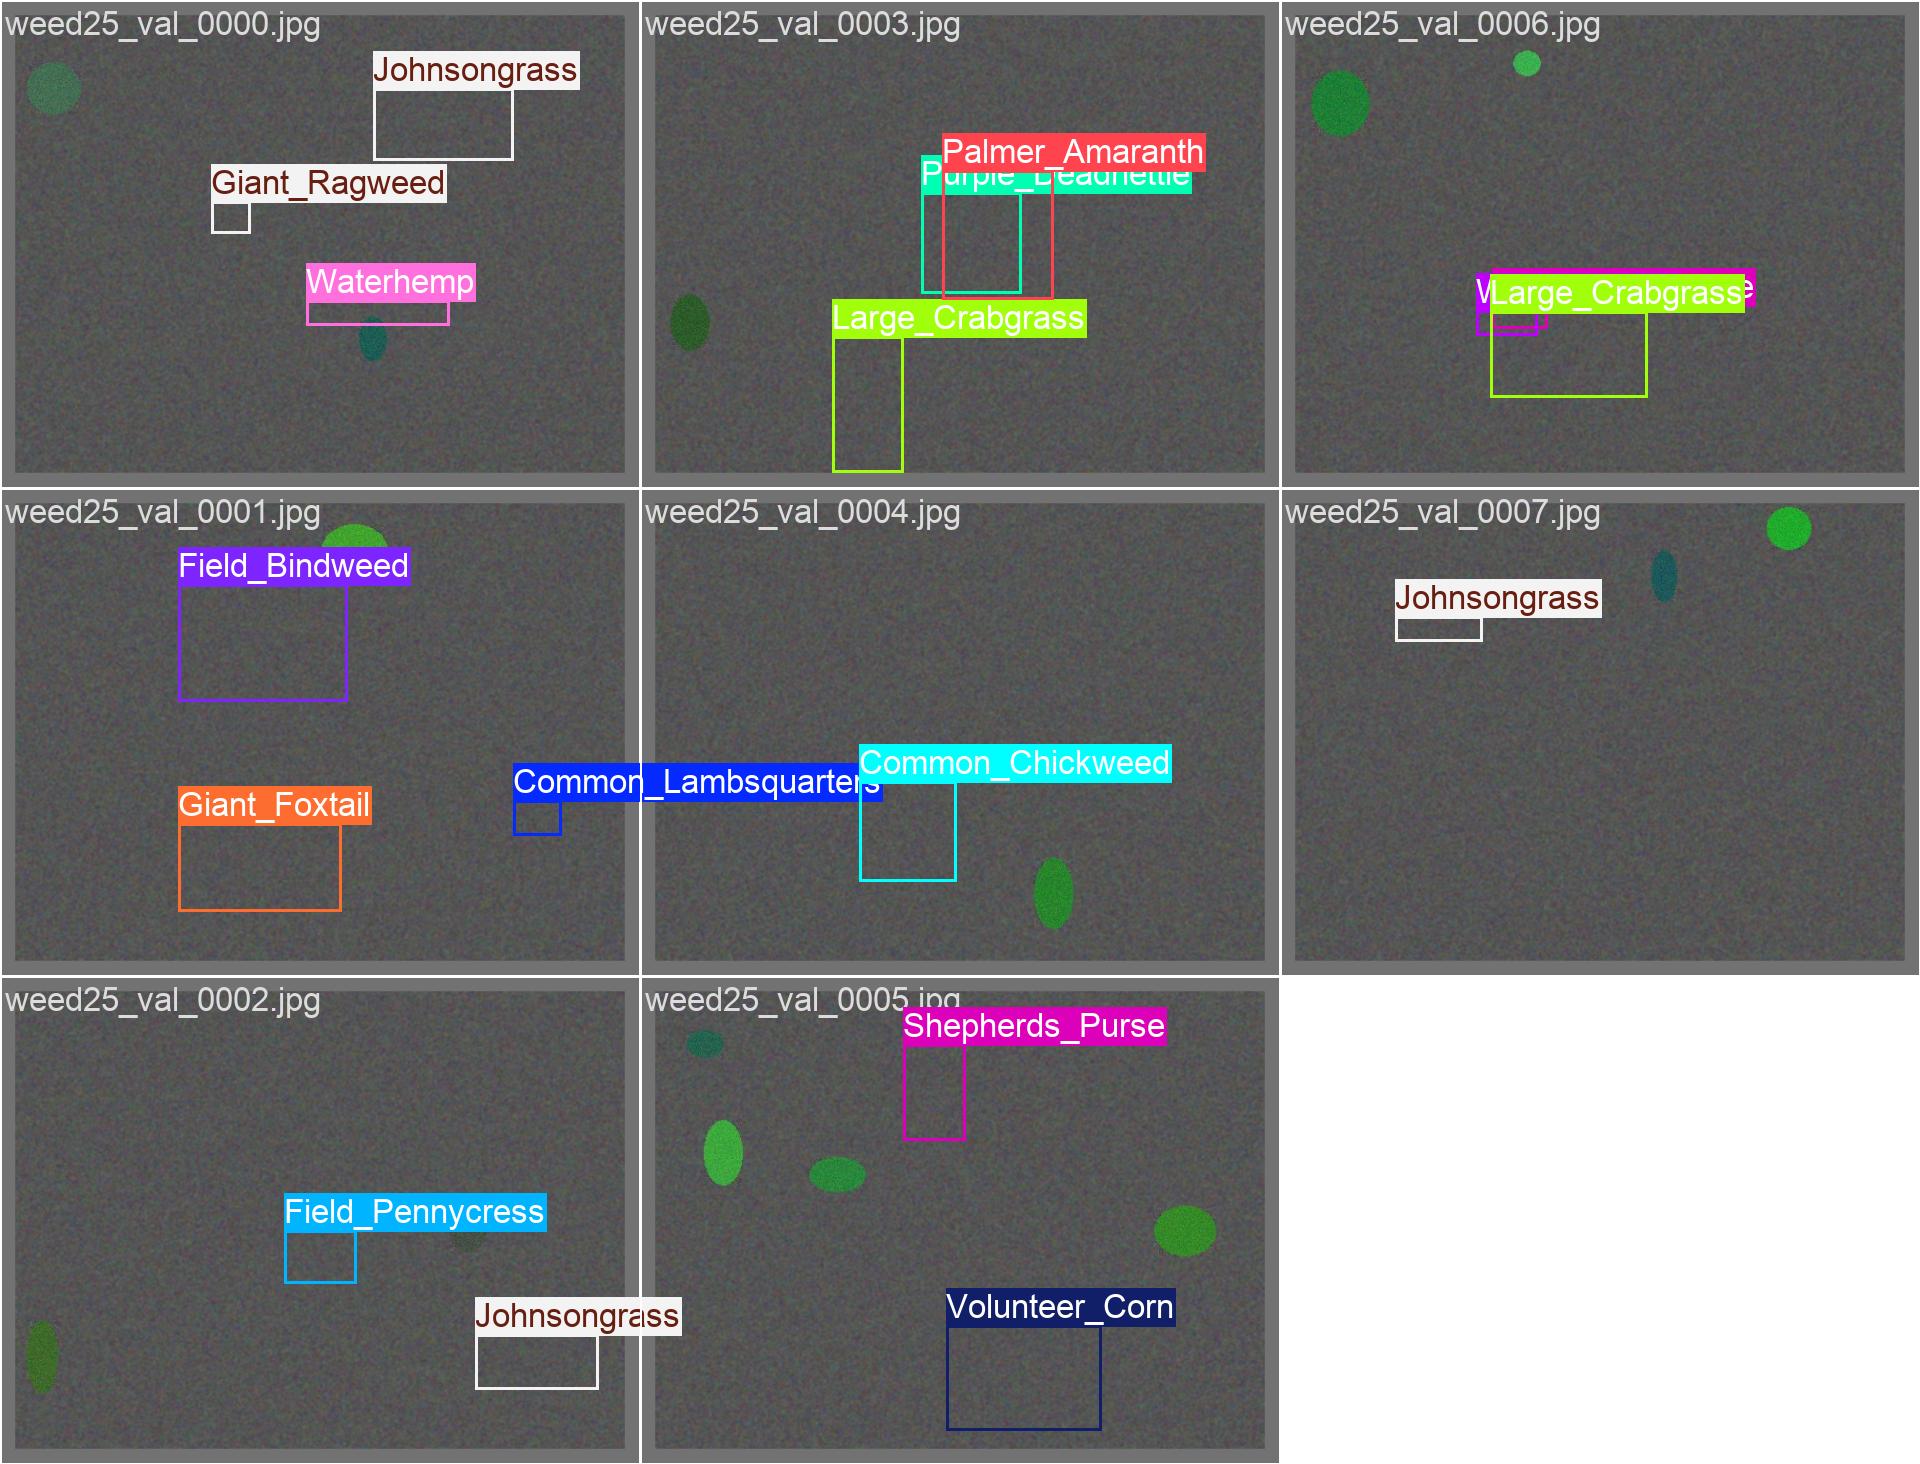 weed25_val_0000.jpg
Johnsongrass
Giant_Ragweed
Waterhemp
weed25_val_0003.jpg
Palmer_Amaranth
Purple_Deadnettle
Large_Crabgrass
weed25_val_0006.jpg
Large_Crabgrass
weed25_val_0001.jpg
Field_Bindweed
Giant_Foxtail
Common_Lambsquarters
weed25_val_0004.jpg
Common_Chickweed
weed25_val_0007.jpg
Johnsongrass
weed25_val_0002.jpg
Field_Pennycress
Johnsongrass
weed25_val_0005.jpg
Shepherds_Purse
Volunteer_Corn